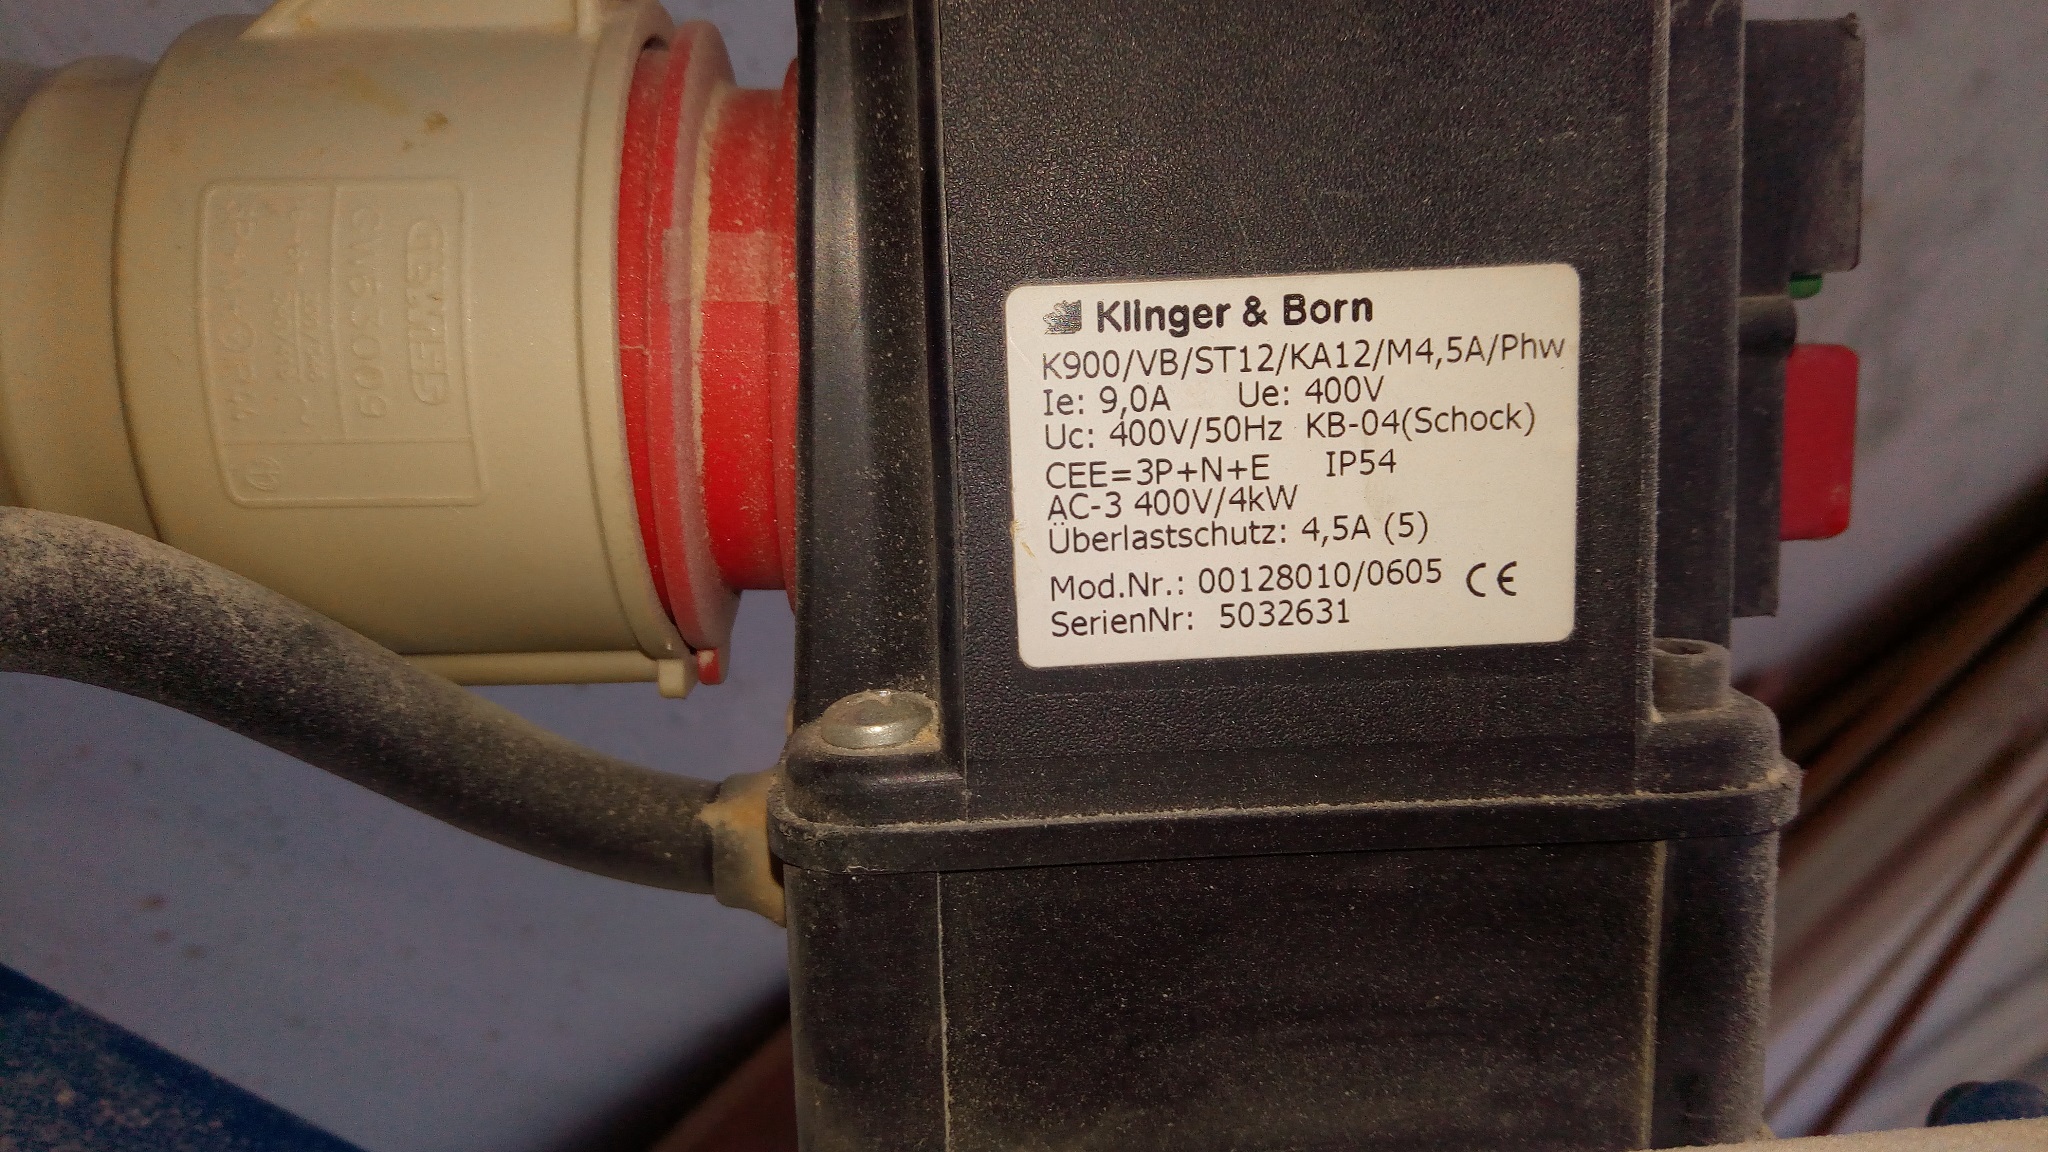 Klinger & Born
K900/VB/ST12/KA12/M4,5A/Phw
Ie: 9,0A Ue: 400V
Uc: 400V/50Hz KB-04(Schock)
CEE=3P+N+E IP54
AC-3 400V/4kW
Überlastschutz: 4,5A (5)
Mod.Nr.: 00128010/0605 CE
SerienNr: 5032631
GEWISS